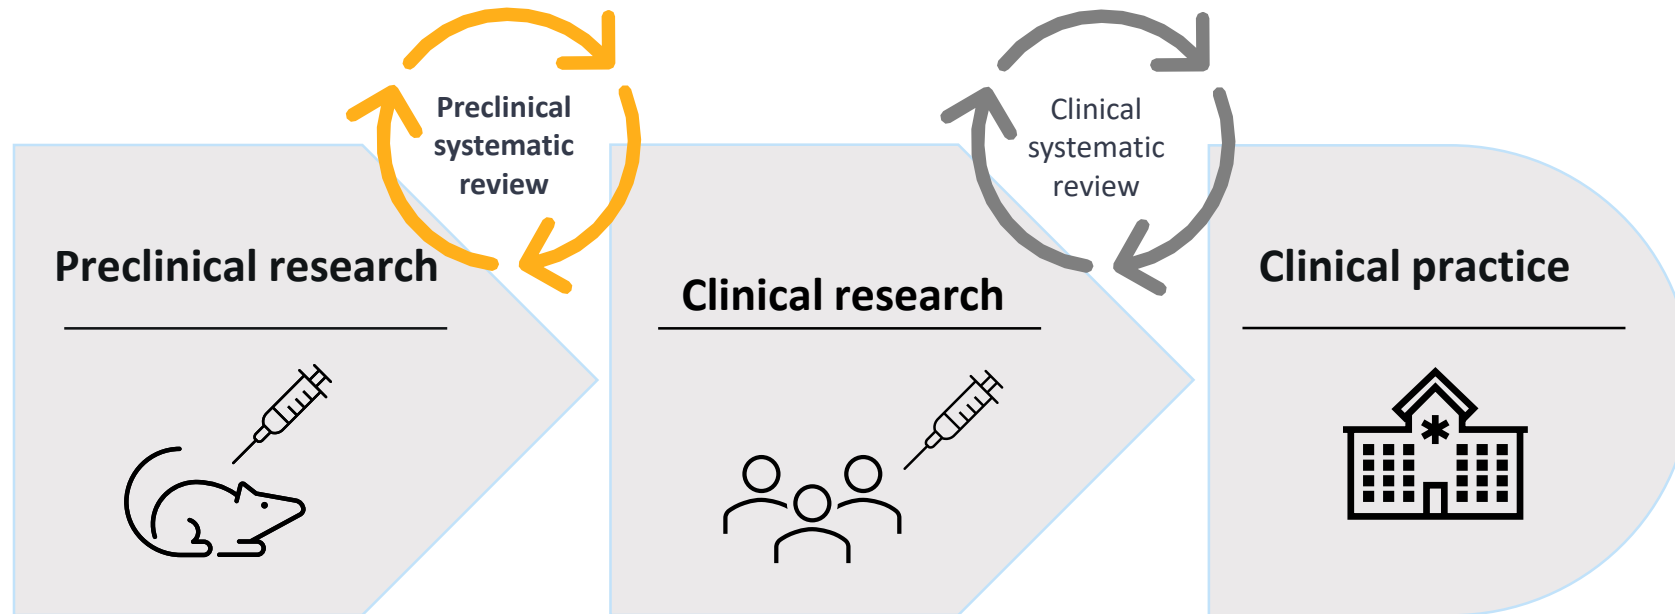 Preclinical
systematic
review
Clinical
systematic
review
Preclinical research
Clinical research
Clinical practice